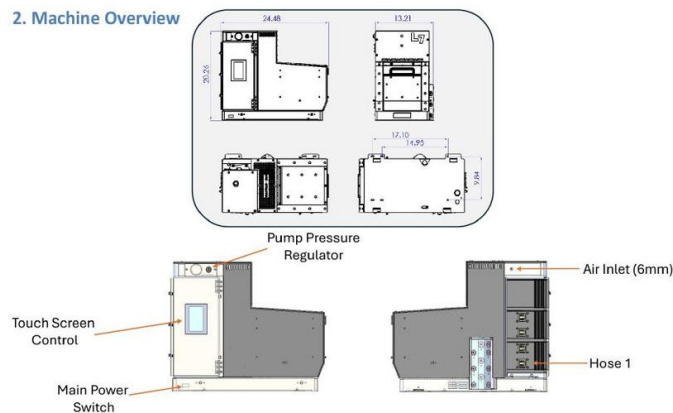 2. Machine Overview
24.48
13.21
20.26
L7
17.10
14.95
9.84
Pump Pressure
Regulator
Air Inlet (6mm)
Touch Screen
Control
Hose 1
Main Power
Switch